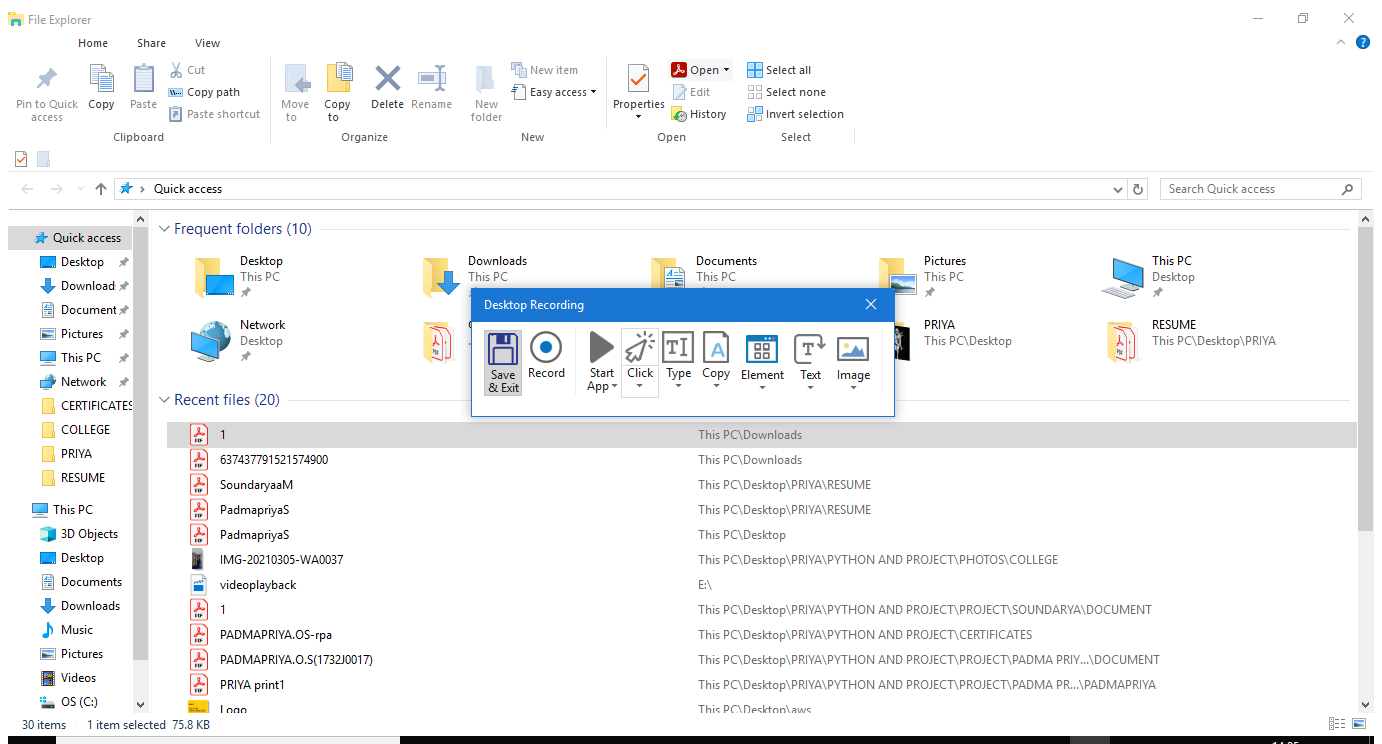 File Explorer
Home Share View
Pin to Quick access
Copy
Paste
Cut
Copy path
Paste shortcut
Clipboard
Move to
Copy to
Delete
Rename
Organize
New folder
New item
Easy access
New
Properties
Open
Edit
History
Open
Select all
Select none
Invert selection
Select
Quick access
Search Quick access
Quick access
Desktop
Download
Document
Pictures
This PC
Network
CERTIFICATES
COLLEGE
PRIYA
RESUME
This PC
3D Objects
Desktop
Documents
Downloads
Music
Pictures
Videos
OS (C:)
Frequent folders (10)
Desktop
This PC
Downloads
This PC
Documents
This PC
Pictures
This PC
This PC
Desktop
Network
Desktop
PRIYA
This PC\Desktop
RESUME
This PC\Desktop\PRIYA
Desktop Recording
Save & Exit
Record
Start App
Click
Type
Copy
Element
Text
Image
Recent files (20)
1 This PC\Downloads
637437791521574900 This PC\Downloads
SoundaryaaM This PC\Desktop\PRIYA\RESUME
PadmapriyaS This PC\Desktop\PRIYA\RESUME
PadmapriyaS This PC\Desktop
IMG-20210305-WA0037 This PC\Desktop\PRIYA\PYTHON AND PROJECT\PHOTOS\COLLEGE
videoplayback E:\
1 This PC\Desktop\PRIYA\PYTHON AND PROJECT\PROJECT\SOUNDARYA\DOCUMENT
PADMAPRIYA.OS-rpa This PC\Desktop\PRIYA\PYTHON AND PROJECT\CERTIFICATES
PADMAPRIYA.O.S(1732J0017) This PC\Desktop\PRIYA\PYTHON AND PROJECT\PROJECT\PADMA PRIY...\DOCUMENT
PRIYA print1 This PC\Desktop\PRIYA\PYTHON AND PROJECT\PROJECT\PADMA PR...\PADMAPRIYA
Logo This PC\Desktop\aws
30 items 1 item selected 75.8 KB